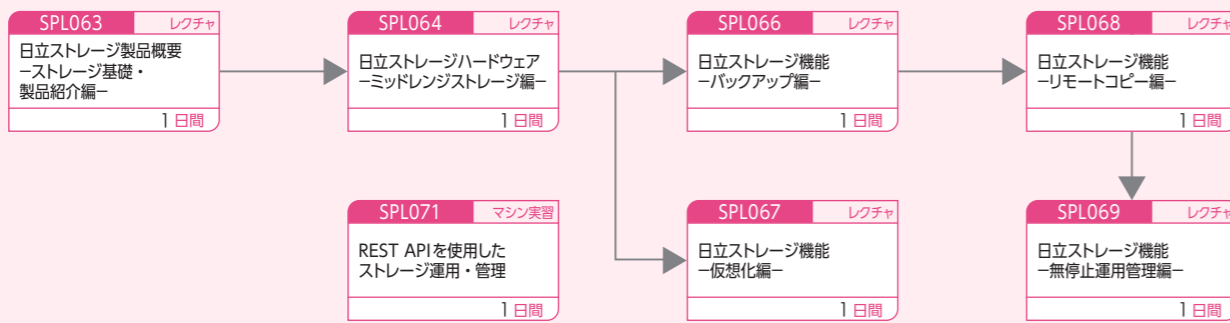 SPL063 レクチャ
日立ストレージ製品概要
−ストレージ基礎・
製品紹介編−
1日間
SPL064 レクチャ
日立ストレージハードウェア
−ミッドレンジストレージ編−
1日間
SPL066 レクチャ
日立ストレージ機能
−バックアップ編−
1日間
SPL068 レクチャ
日立ストレージ機能
−リモートコピー編−
1日間
SPL071 マシン実習
REST APIを使用した
ストレージ運用・管理
1日間
SPL067 レクチャ
日立ストレージ機能
−仮想化編−
1日間
SPL069 レクチャ
日立ストレージ機能
−無停止運用管理編−
1日間